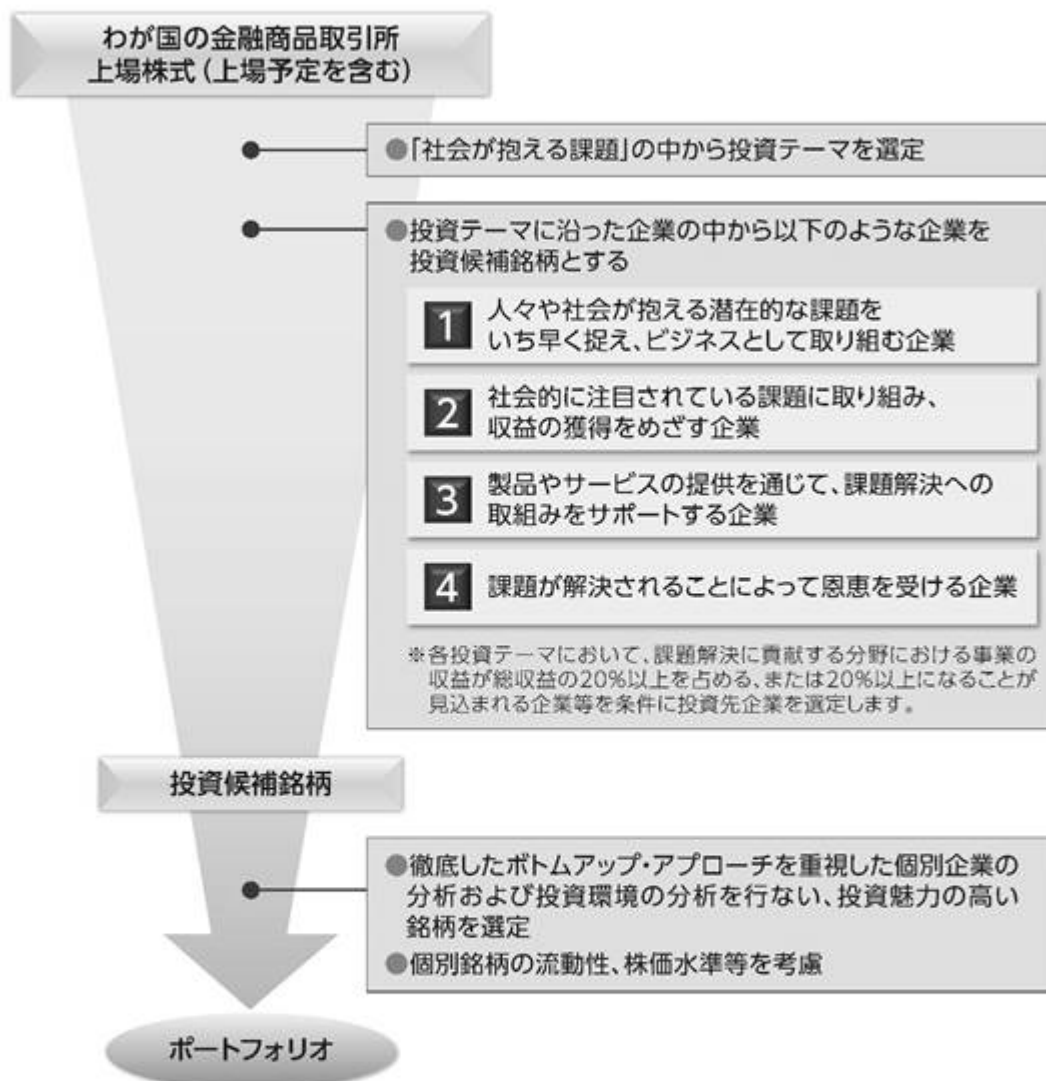 わが国の金融商品取引所
上場株式(上場予定を含む)
●「社会が抱える課題」の中から投資テーマを選定
●投資テーマに沿った企業の中から以下のような企業を
投資候補銘柄とする
1 人々や社会が抱える潜在的な課題を
いち早く捉え、ビジネスとして取り組む企業
2 社会的に注目されている課題に取り組み、
収益の獲得をめざす企業
3 製品やサービスの提供を通じて、課題解決への
取組みをサポートする企業
4 課題が解決されることによって恩恵を受ける企業
※各投資テーマにおいて、課題解決に貢献する分野における事業の
収益が総収益の20%以上を占める、または20%以上になることが
見込まれる企業等を条件に投資先企業を選定します。
投資候補銘柄
●徹底したボトムアップ・アプローチを重視した個別企業の
分析および投資環境の分析を行ない、投資魅力の高い
銘柄を選定
●個別銘柄の流動性、株価水準等を考慮
ポートフォリオ